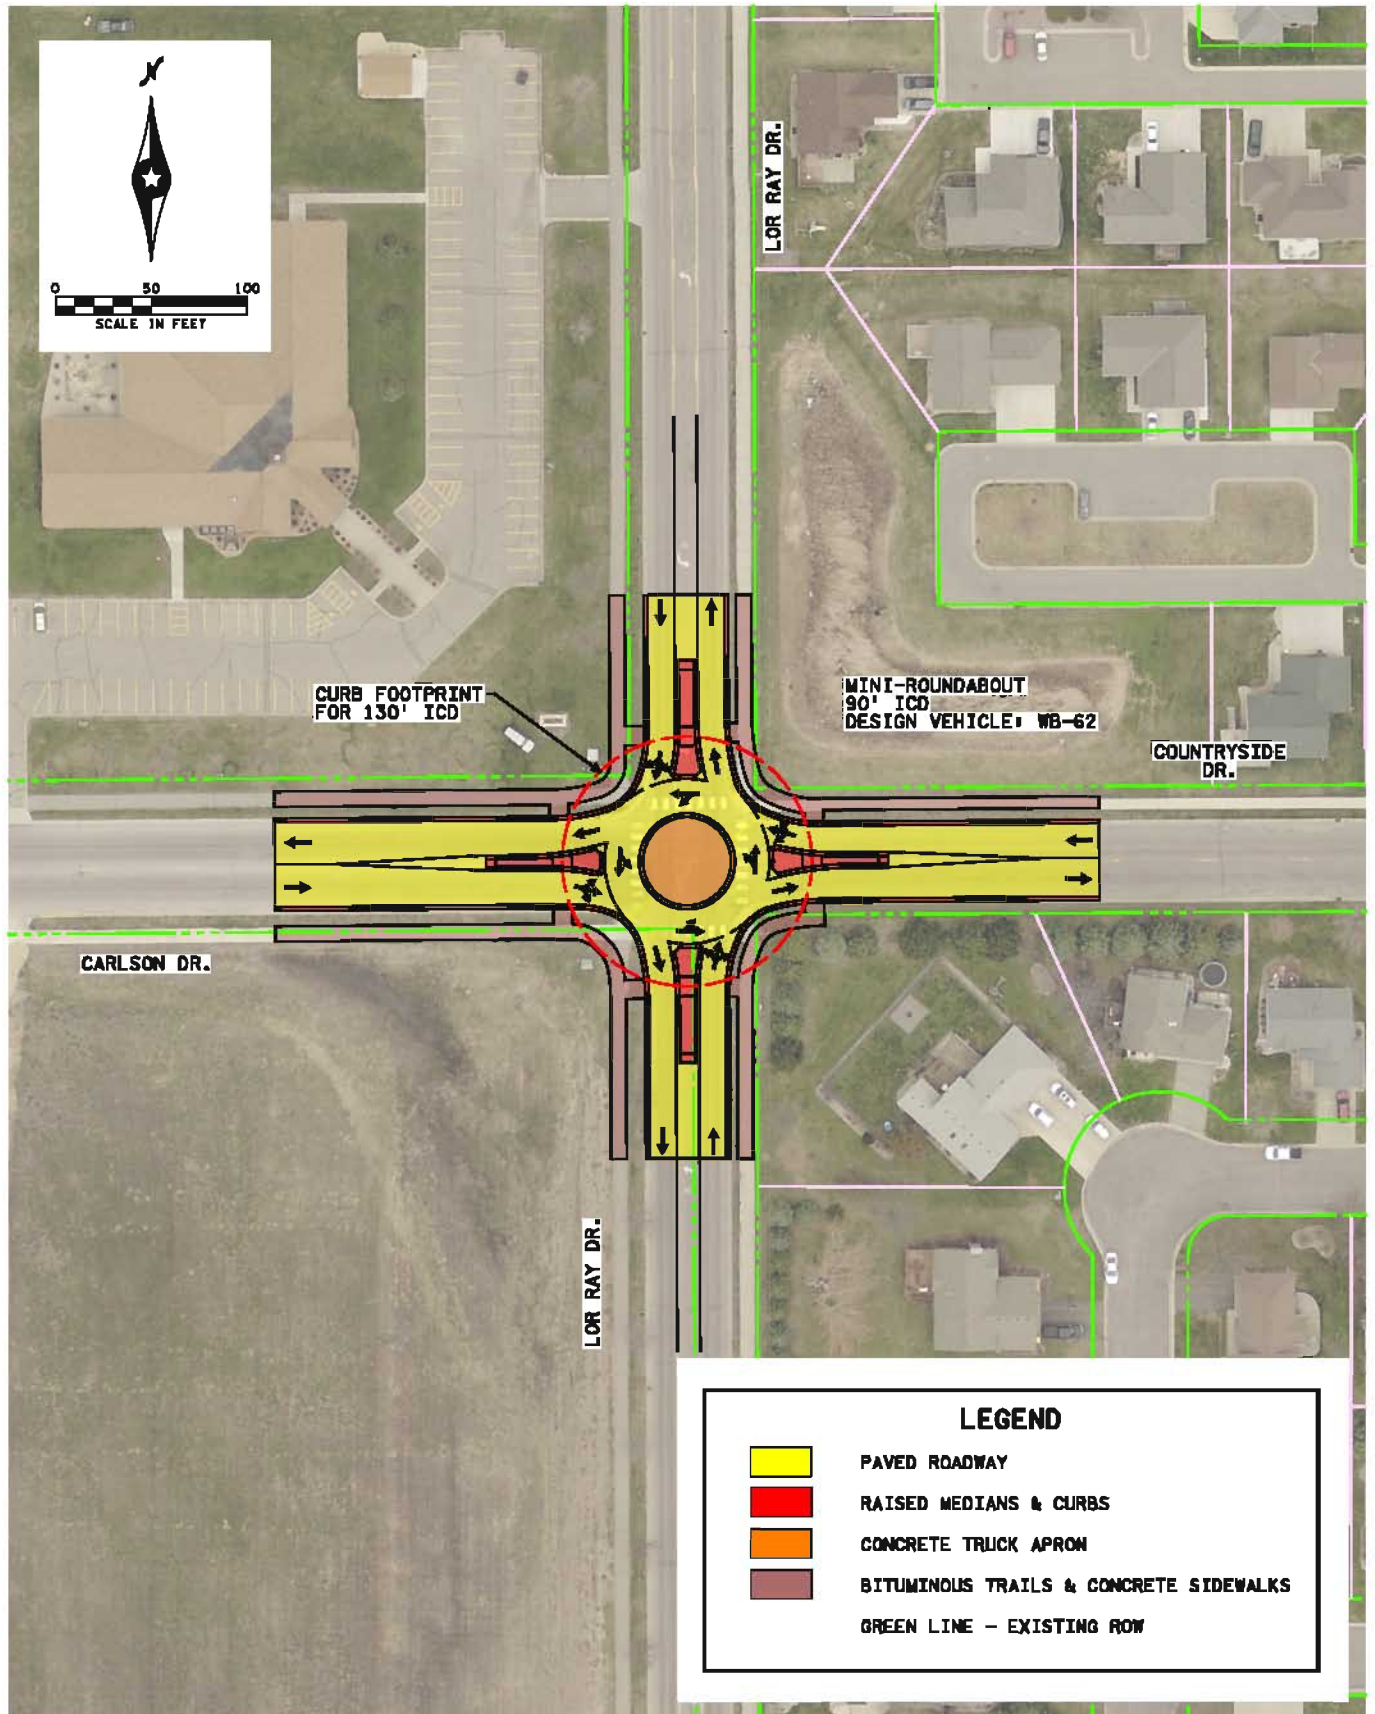 N
0 50 100
SCALE IN FEET
LOR RAY DR.
CURB FOOTPRINT
FOR 130' ICD
MINI-ROUNDABOUT
90' ICD
DESIGN VEHICLE: WB-62
COUNTRYSIDE
DR.
CARLSON DR.
LOR RAY DR.
LEGEND
PAVED ROADWAY
RAISED MEDIANS & CURBS
CONCRETE TRUCK APRON
BITUMINOUS TRAILS & CONCRETE SIDEWALKS
GREEN LINE - EXISTING ROW